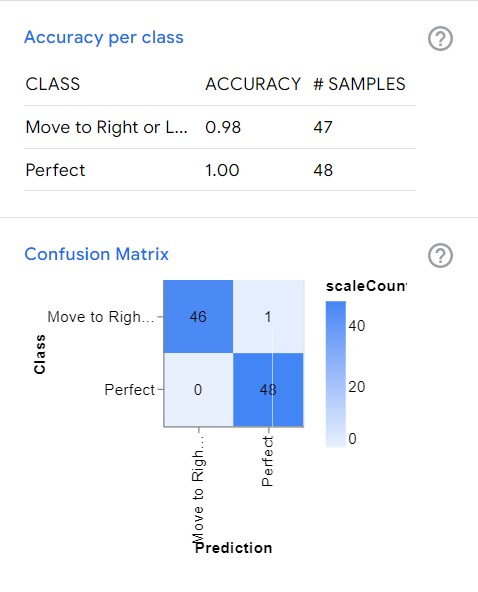 Accuracy per class
CLASS ACCURACY # SAMPLES
Move to Right or L... 0.98 47
Perfect 1.00 48
Confusion Matrix
scaleCoun
Move to Righ... 46 1
Perfect 0 48
40
20
0
Class
Move to Righ...
Perfect
Prediction